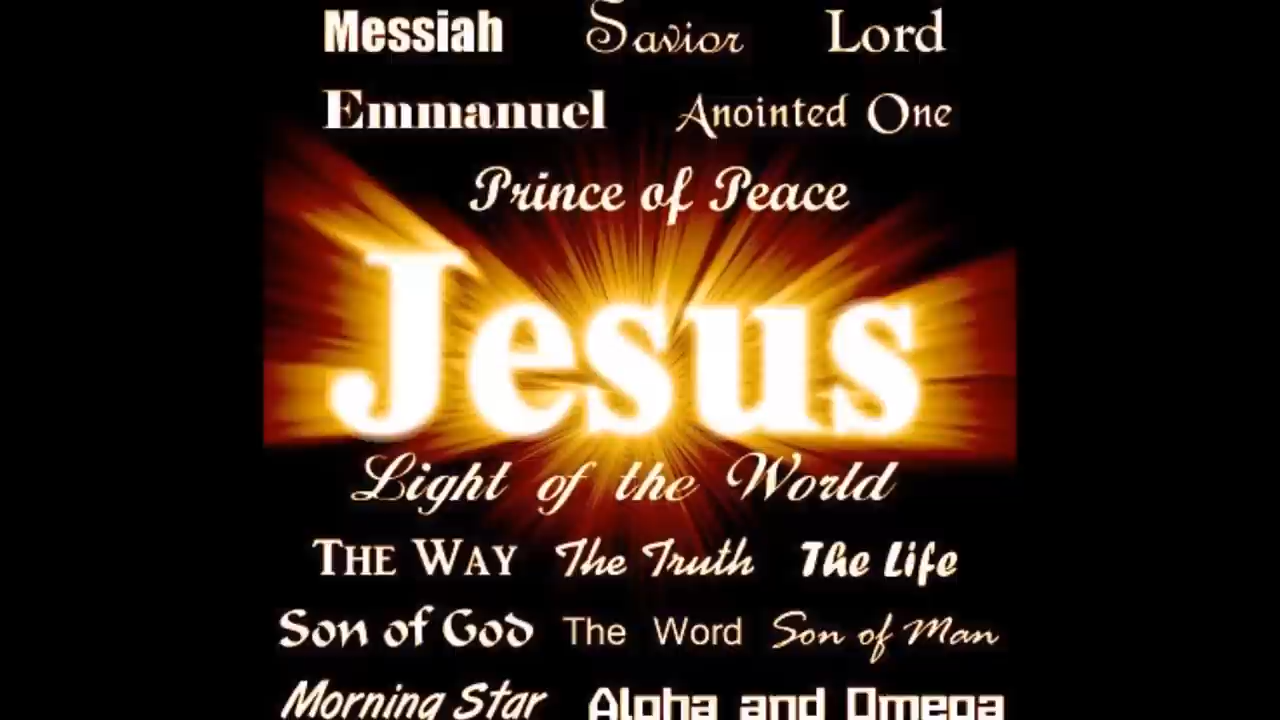 Messiah Savior Lord
Emmanuel Anointed One
Prince of Peace
Jesus
Light of the World
The Way The Truth The Life
Son of God The Word Son of Man
Morning Star Alpha and Omega